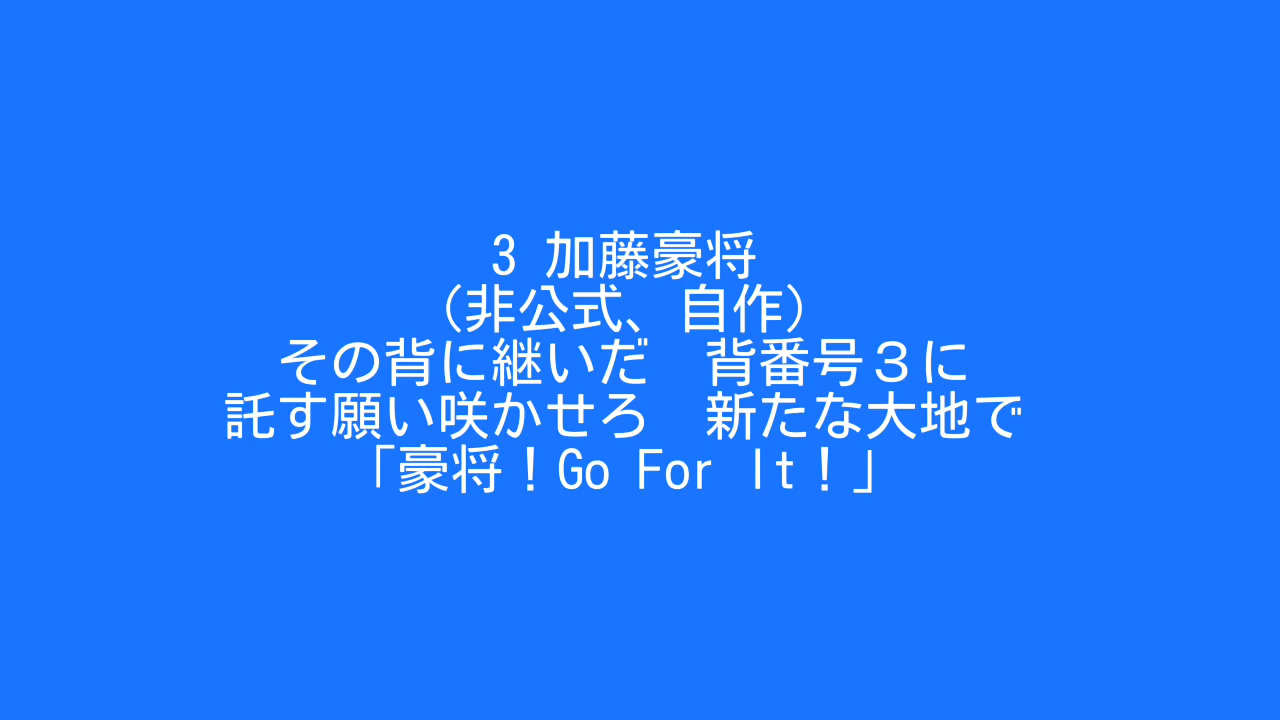 3 加藤豪将
(非公式、自作)
その背に継いだ　背番号３に
託す願い咲かせろ　新たな大地で
「豪将！Go For It！」